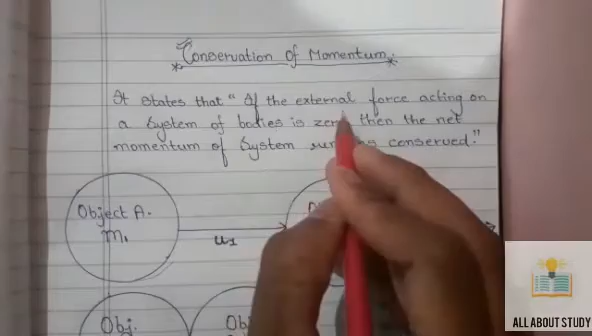 Conservation of Momentum.
It states that "If the external force acting on
a System of bodies is zero then the net
momentum of System conserved."
Object A.
m₁
u₁
Obj.
Ob
ALL ABOUT STUDY